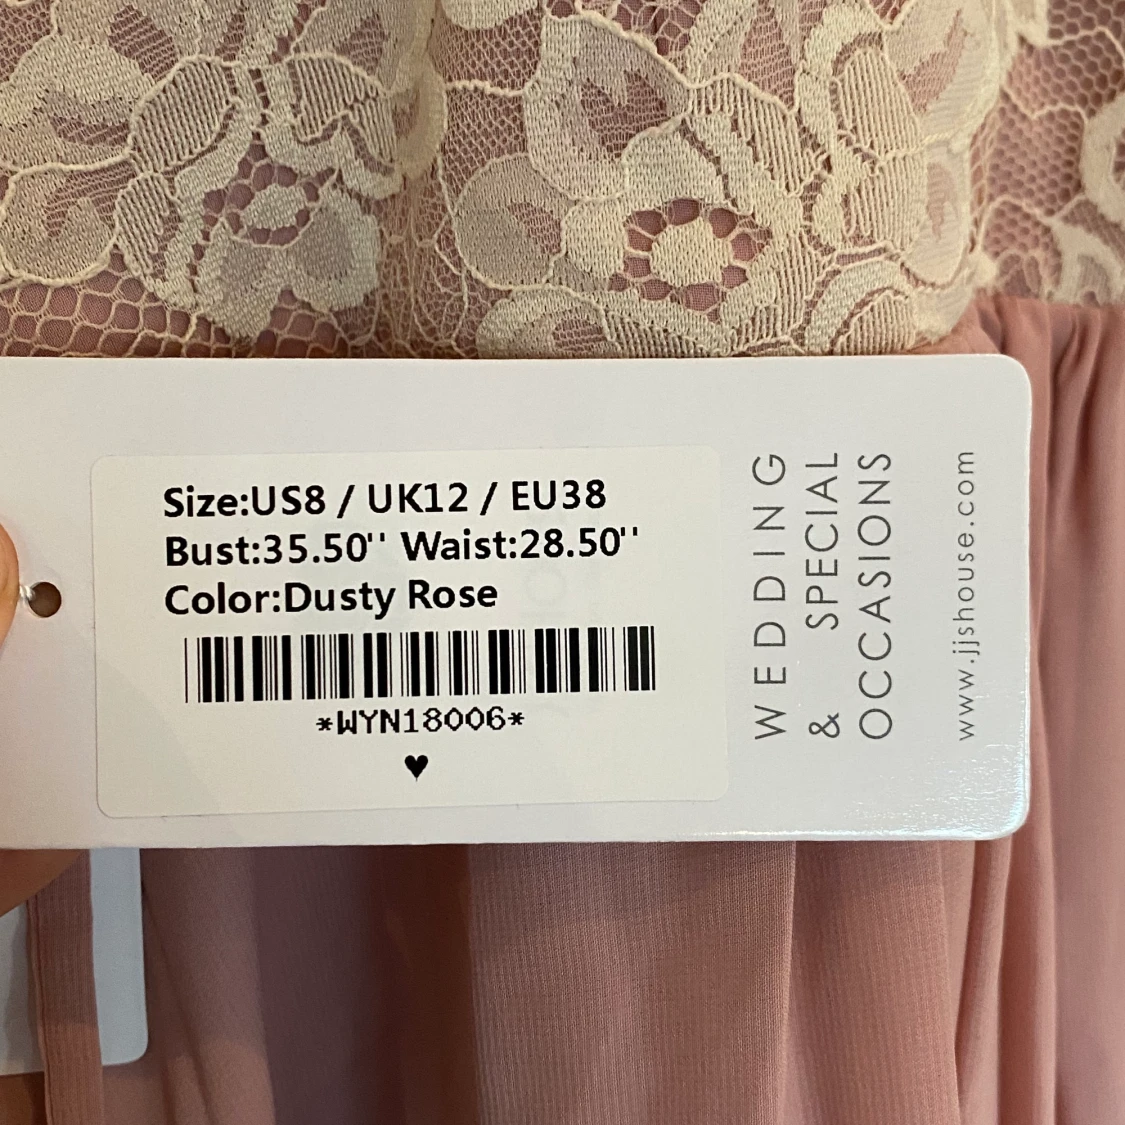 Size:US8 / UK12 / EU38
Bust:35.50'' Waist:28.50''
Color:Dusty Rose
*WYN18006*
♥
WEDDING
& SPECIAL
OCCASIONS
www.jjshouse.com